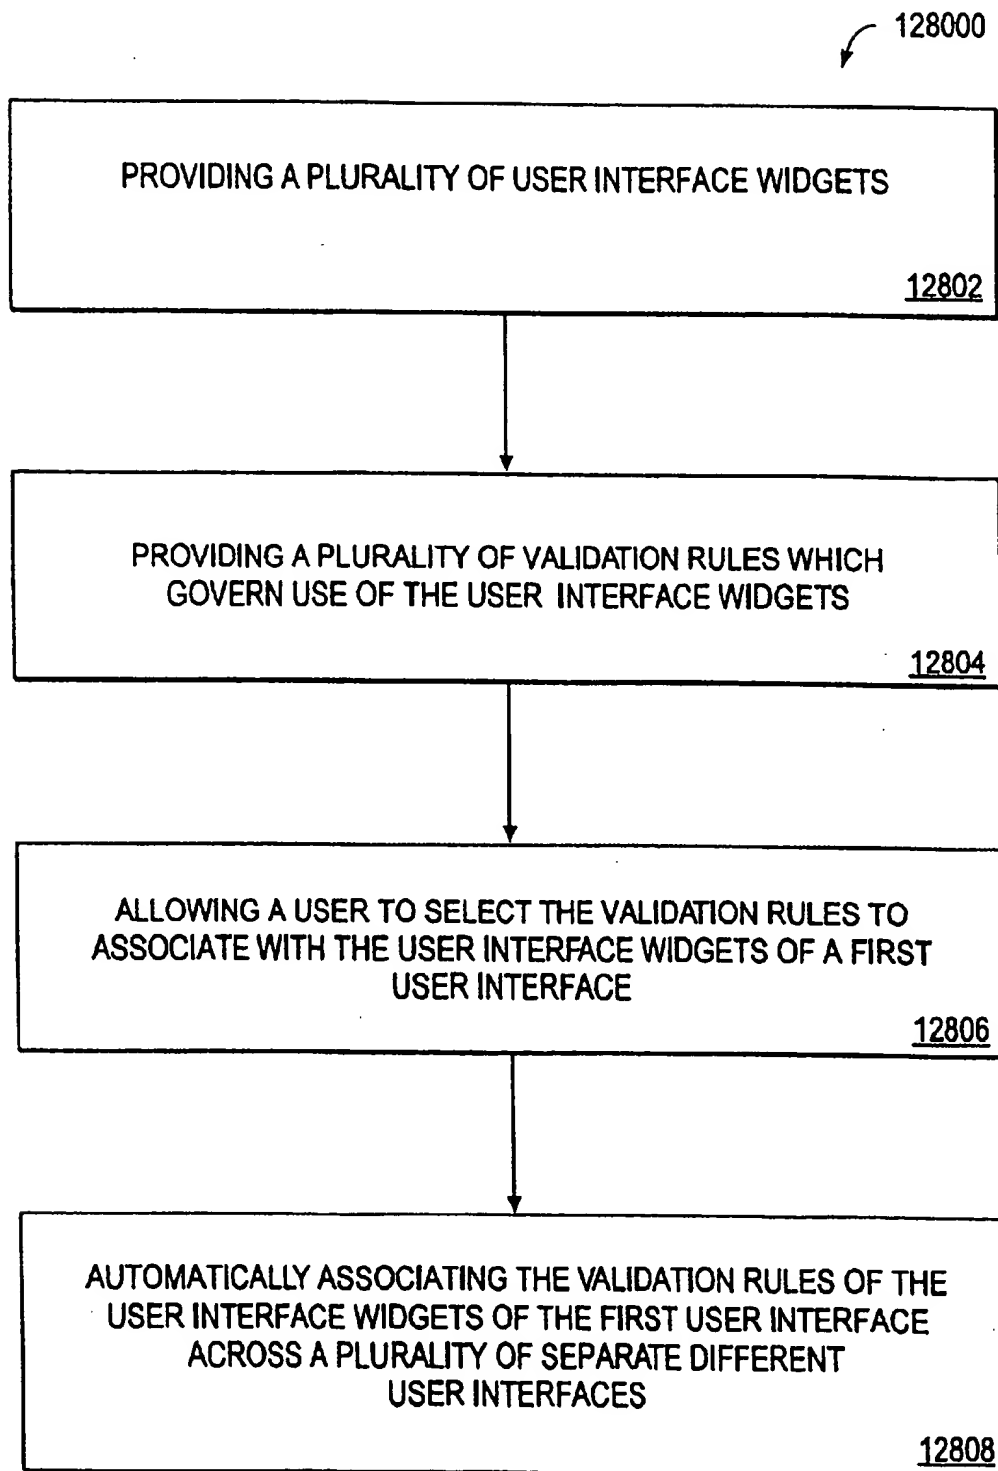 128000
PROVIDING A PLURALITY OF USER INTERFACE WIDGETS
12802
PROVIDING A PLURALITY OF VALIDATION RULES WHICH
GOVERN USE OF THE USER INTERFACE WIDGETS
12804
ALLOWING A USER TO SELECT THE VALIDATION RULES TO
ASSOCIATE WITH THE USER INTERFACE WIDGETS OF A FIRST
USER INTERFACE
12806
AUTOMATICALLY ASSOCIATING THE VALIDATION RULES OF THE
USER INTERFACE WIDGETS OF THE FIRST USER INTERFACE
ACROSS A PLURALITY OF SEPARATE DIFFERENT
USER INTERFACES
12808